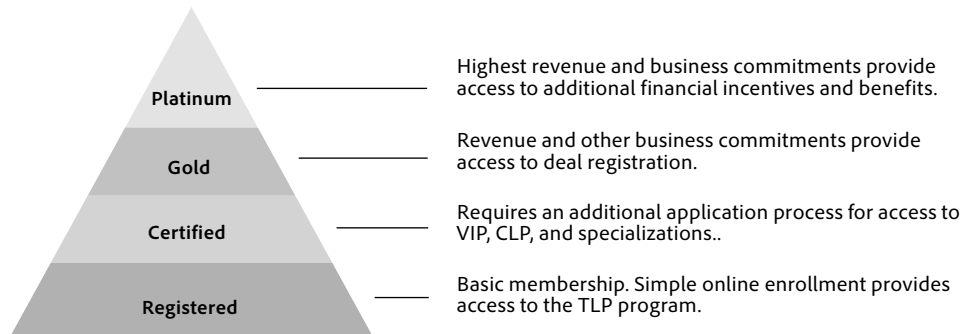 Platinum
Highest revenue and business commitments provide
access to additional financial incentives and benefits.
Gold
Revenue and other business commitments provide
access to deal registration.
Certified
Requires an additional application process for access to
VIP, CLP, and specializations..
Registered
Basic membership. Simple online enrollment provides
access to the TLP program.